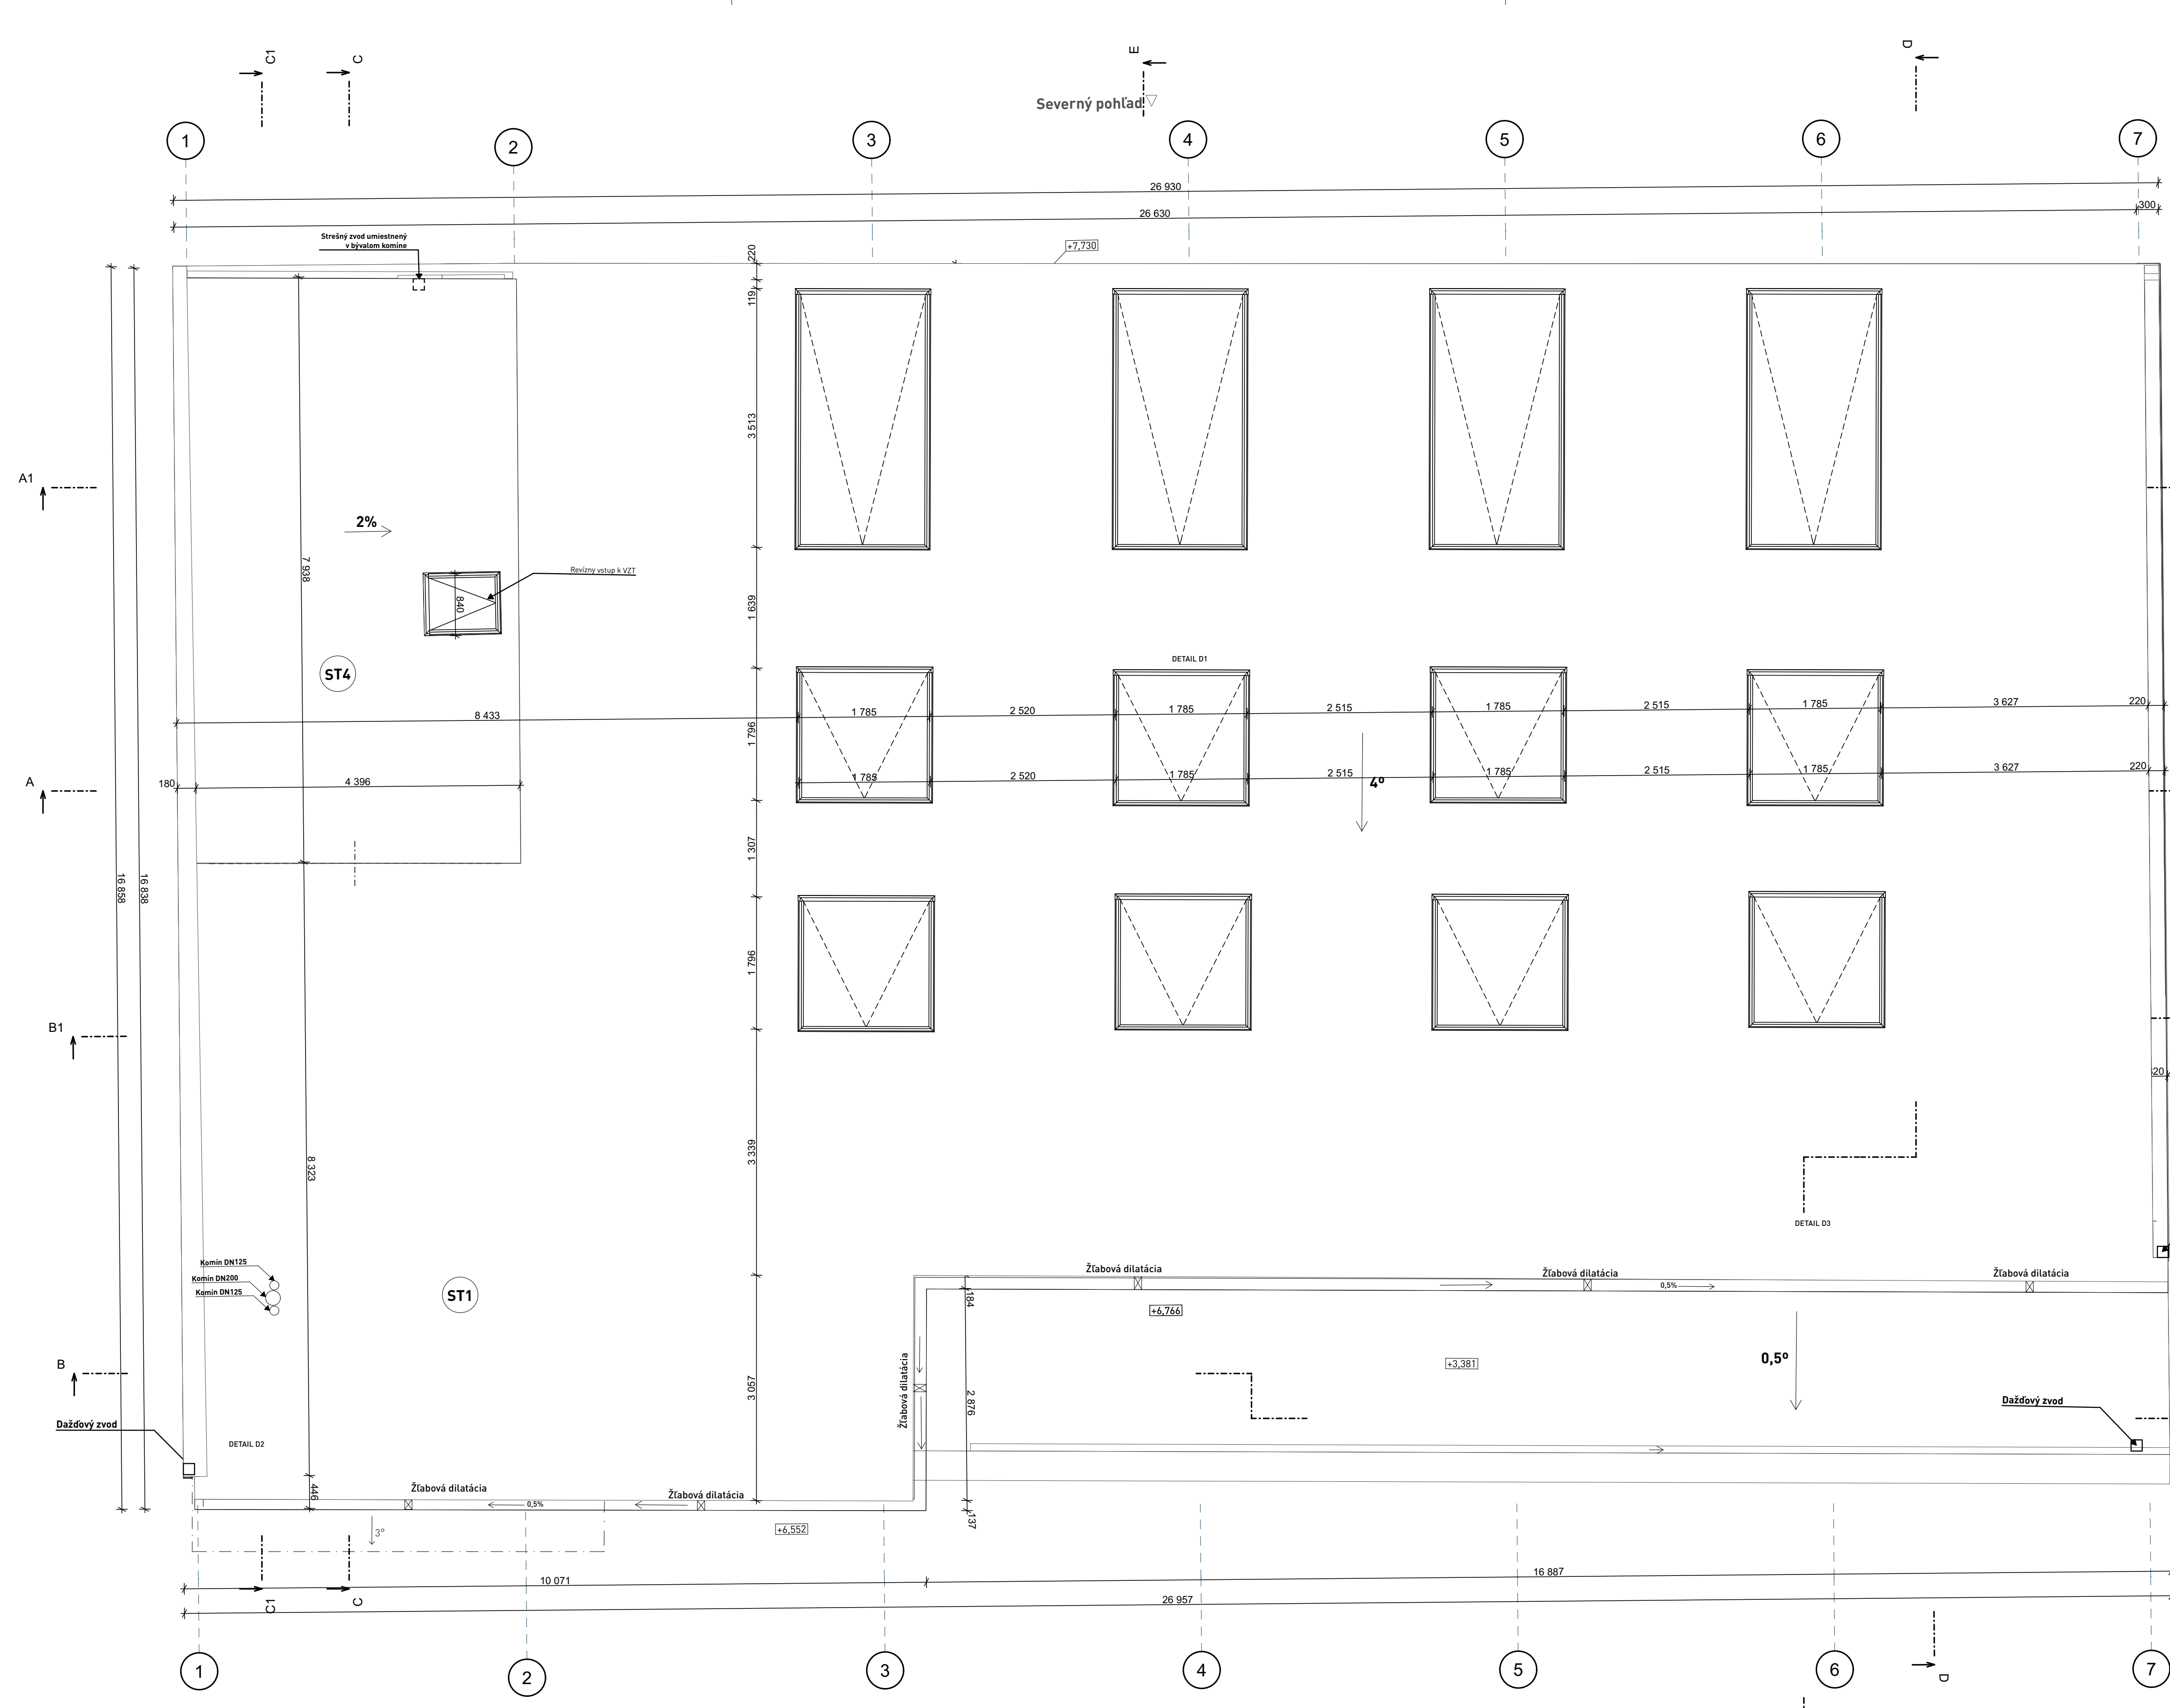 C1
C
E
D
Severný pohľad
1
2
3
4
5
6
7
26 930
26 630
300
Strešný zvod umiestnený
v bývalom komíne
+7,730
220
119
3 513
A1
2%
7 938
Revízny vstup k VZT
840
1 639
ST4
DETAIL D1
8 433
1 785
2 520
1 785
2 515
1 785
2 515
1 785
3 627
220
1 796
A
180
4 396
1 785
2 520
1 785
2 515
1 785
2 515
1 785
3 627
220
4º
1 307
16 858
16 838
1 796
B1
3 339
8 323
DETAIL D3
Komín DN125
Komín DN200
Komín DN125
ST1
Žľabová dilatácia
Žľabová dilatácia
0,5%
Žľabová dilatácia
184
+6,766
+3,381
0,5º
B
Žľabová dilatácia
3 057
2 876
Dažďový zvod
Dažďový zvod
DETAIL D2
446
Žľabová dilatácia
0,5%
Žľabová dilatácia
137
+6,552
3º
10 071
16 887
26 957
C1
C
D
1
2
3
4
5
6
7